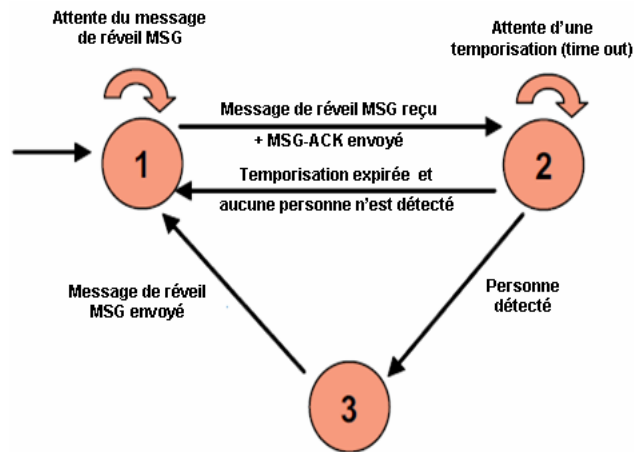 Attente du message
de réveil MSG
Attente d'une
temporisation (time out)
Message de réveil MSG reçu
+ MSG-ACK envoyé
1
2
Temporisation expirée et
aucune personne n'est détecté
Message de réveil
MSG envoyé
Personne
détecté
3